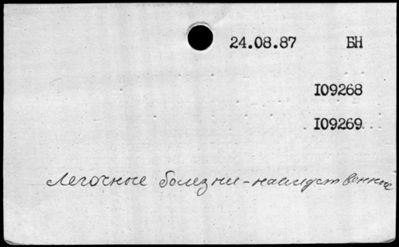 24.08.87 БН
I09268
I09269
Легочные болезни-наследственные